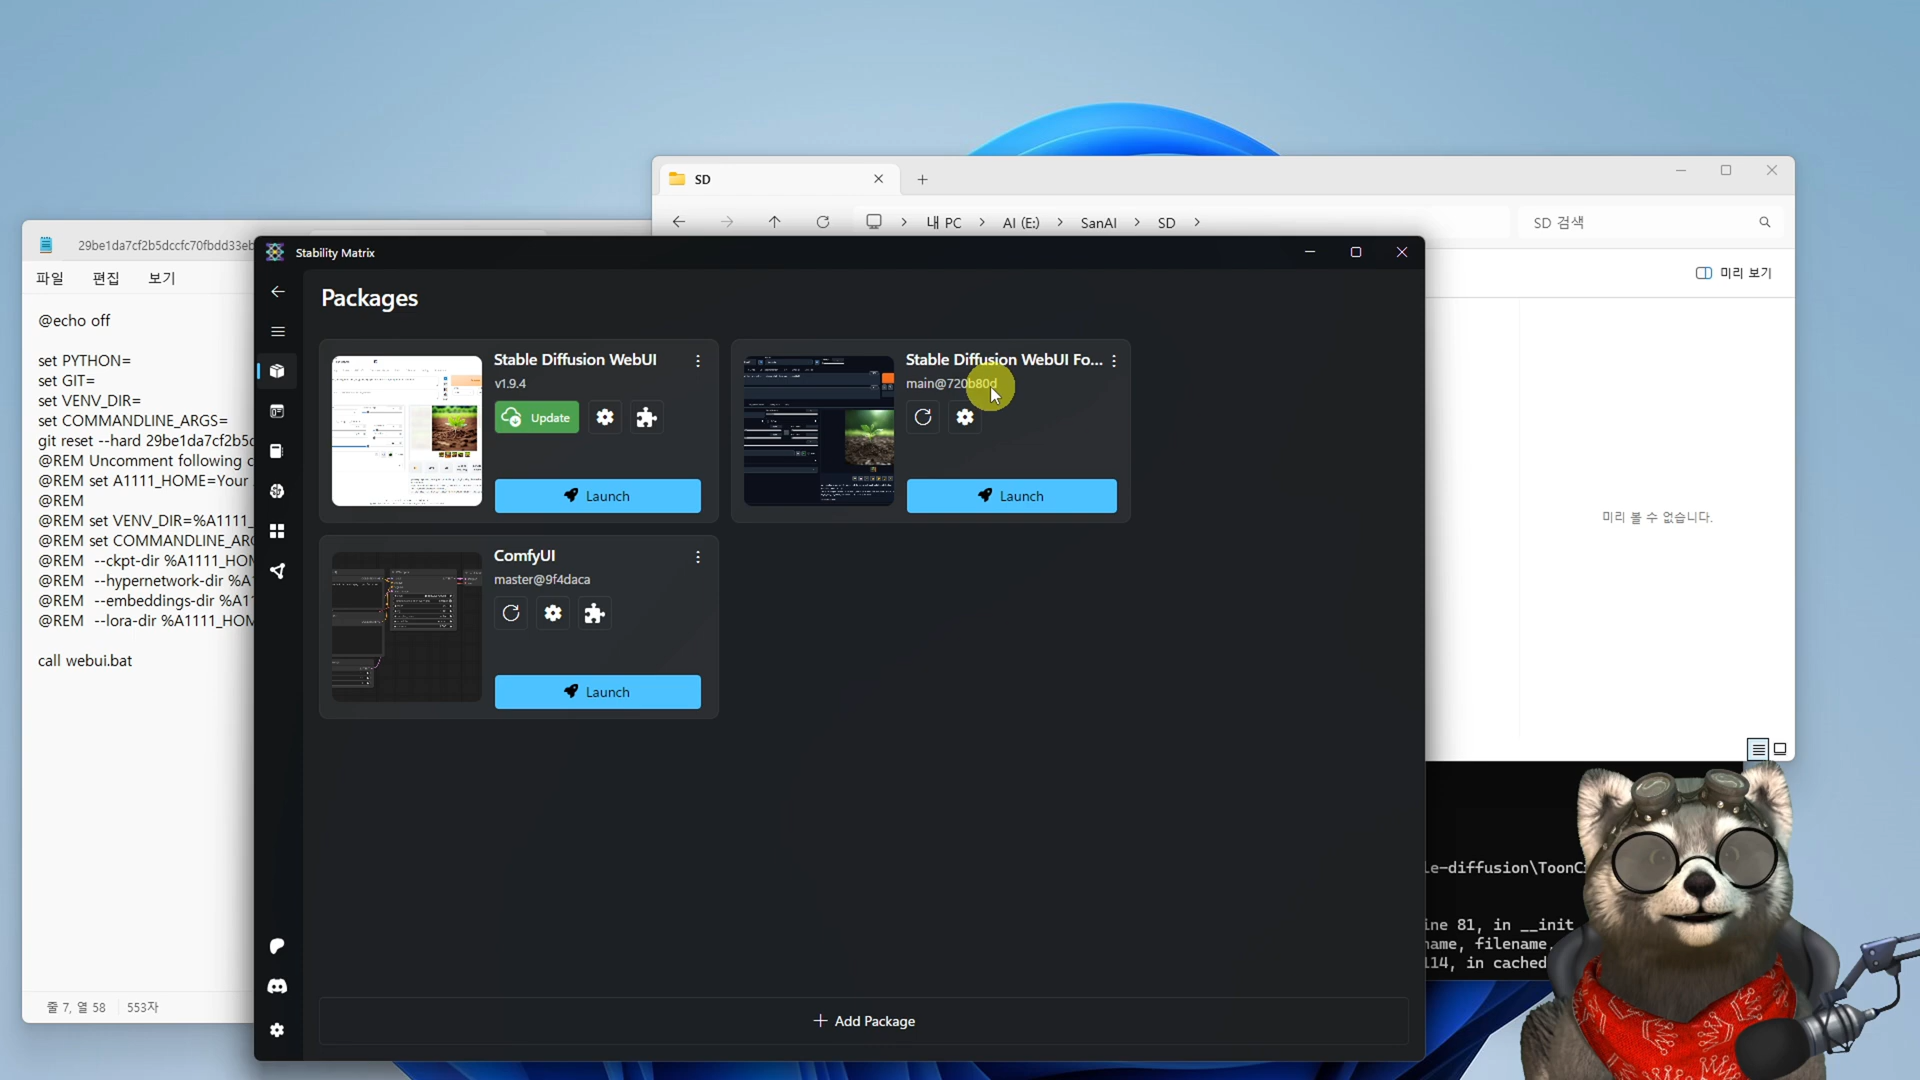 SD
내 PC
AI (E:)
SanAI
SD
SD 검색
미리 보기
미리 볼 수 없습니다.
29be1da7cf2b5dccfc70fbdd33eb
파일
편집
보기
@echo off
set PYTHON=
set GIT=
set VENV_DIR=
set COMMANDLINE_ARGS=
git reset --hard 29be1da7cf2b5d
@REM Uncomment following c
@REM set A1111_HOME=Your
@REM
@REM set VENV_DIR=%A1111_
@REM set COMMANDLINE_AR
@REM --ckpt-dir %A1111_HO
@REM --hypernetwork-dir %A
@REM --embeddings-dir %A1
@REM --lora-dir %A1111_HO
call webui.bat
줄 7, 열 58
553자
Stability Matrix
Packages
Stable Diffusion WebUI
v1.9.4
Update
Launch
Stable Diffusion WebUI Fo...
main@720b80d
Launch
ComfyUI
master@9f4daca
Launch
Add Package
le-diffusion\ToonC
ine 81, in __init
name, filename,
114, in cached